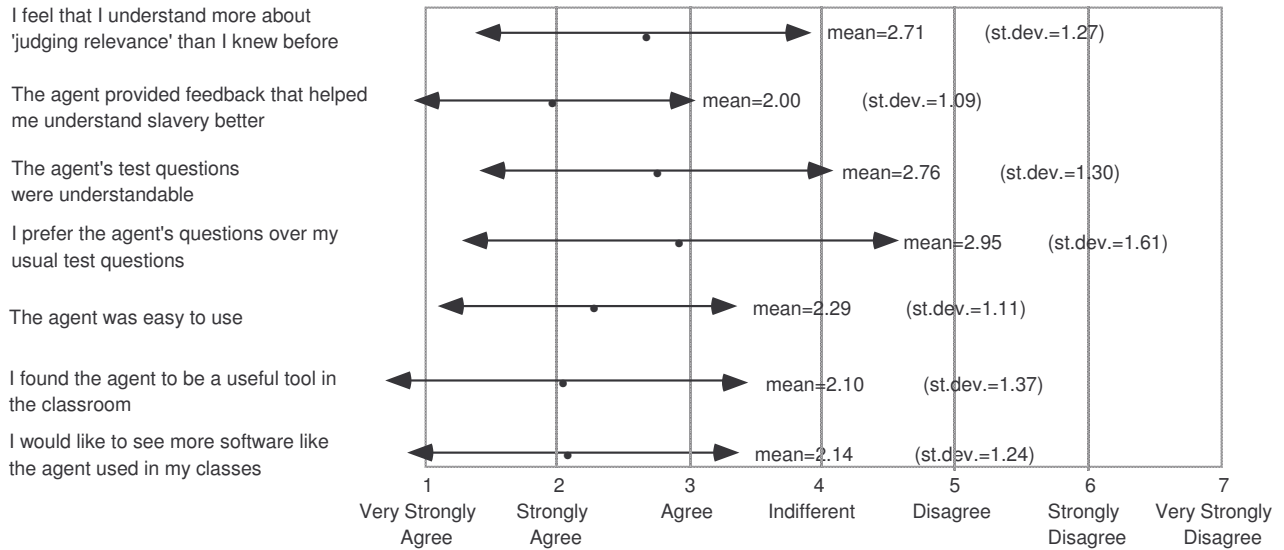 I feel that I understand more about
'judging relevance' than I knew before
mean=2.71 (st.dev.=1.27)
The agent provided feedback that helped
me understand slavery better
mean=2.00 (st.dev.=1.09)
The agent's test questions
were understandable
mean=2.76 (st.dev.=1.30)
I prefer the agent's questions over my
usual test questions
mean=2.95 (st.dev.=1.61)
The agent was easy to use
mean=2.29 (st.dev.=1.11)
I found the agent to be a useful tool in
the classroom
mean=2.10 (st.dev.=1.37)
I would like to see more software like
the agent used in my classes
mean=2.14 (st.dev.=1.24)
1 2 3 4 5 6 7
Very Strongly Strongly Agree Indifferent Disagree Strongly Very Strongly
Agree Agree Disagree Disagree